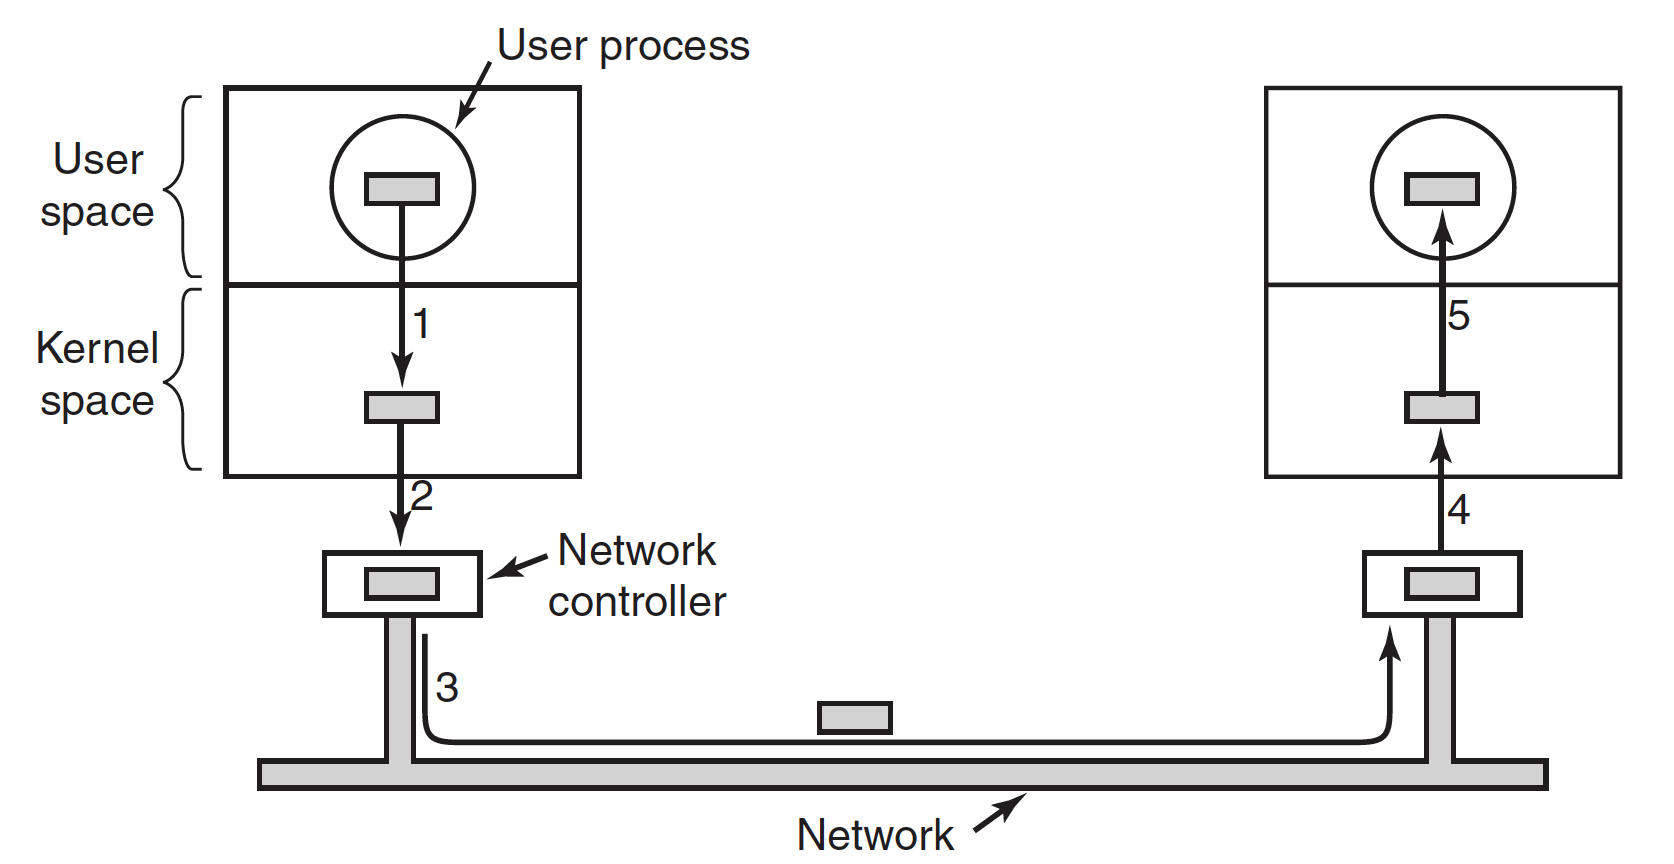 User process
User
space
Kernel
space
1
5
2
4
Network
controller
3
Network